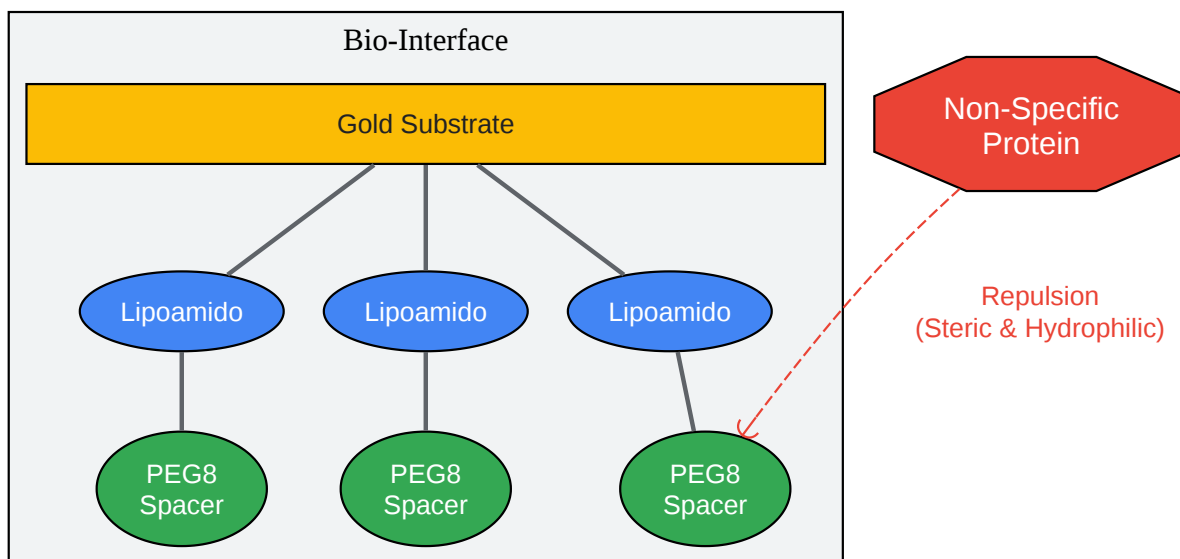 Bio-Interface
Gold Substrate
Non-Specific
Protein
Lipoamido
Lipoamido
Lipoamido
Repulsion
(Steric & Hydrophilic)
PEG8
Spacer
PEG8
Spacer
PEG8
Spacer